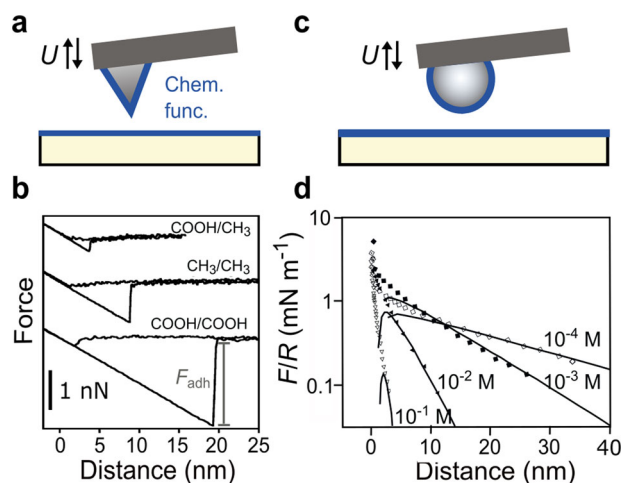 a
U
Chem.
func.
c
U
b
COOH/CH3
CH3/CH3
COOH/COOH
Fadh
1 nN
Force
0 5 10 15 20 25
Distance (nm)
d
10
1
0.1
F/R (mN m−1)
10-4 M
10-3 M
10-2 M
10-1 M
0 10 20 30 40
Distance (nm)